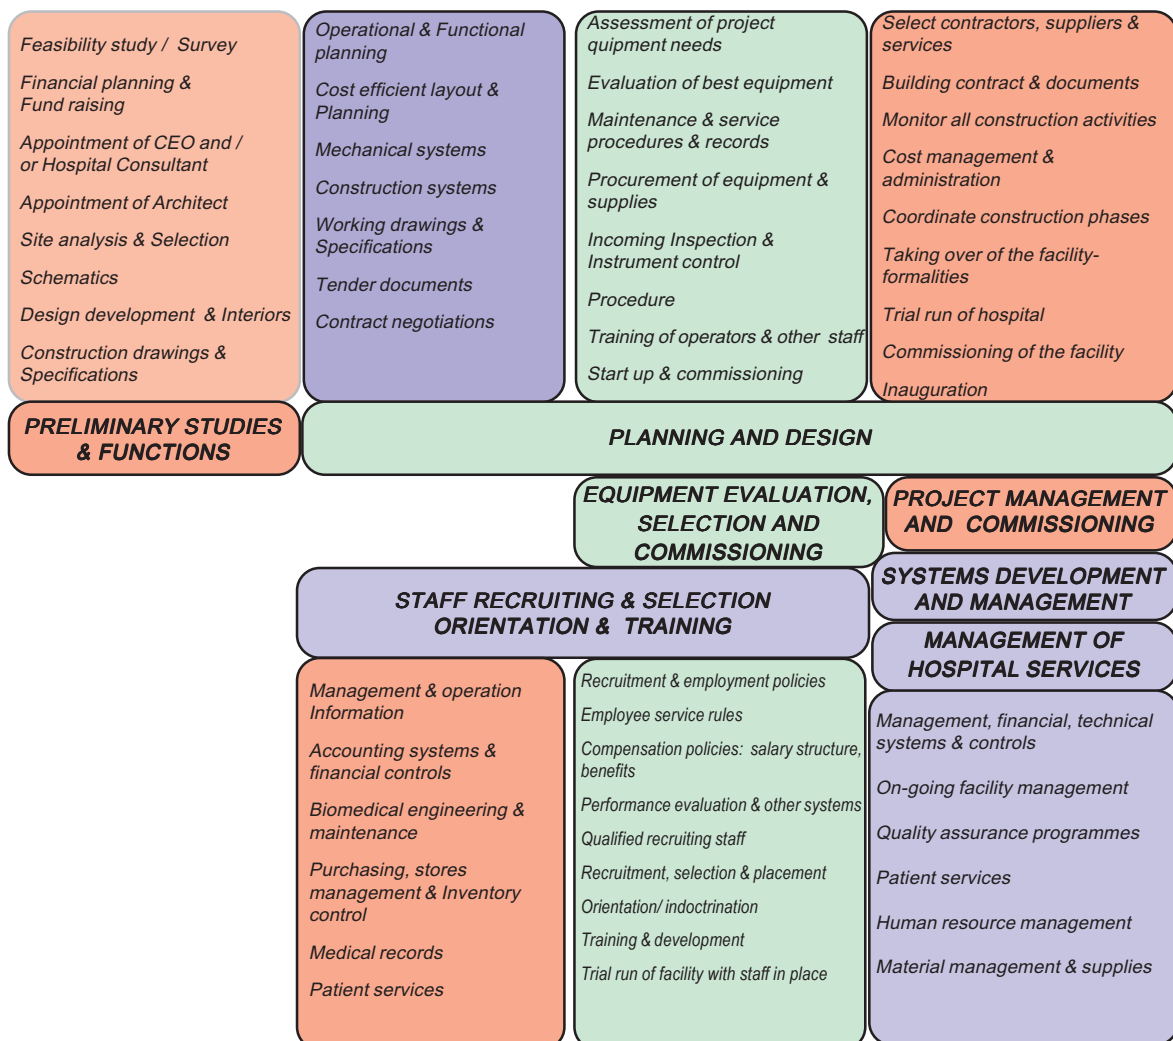 Feasibility study / Survey
Financial planning &
Fund raising
Appointment of CEO and /
or Hospital Consultant
Appointment of Architect
Site analysis & Selection
Schematics
Design development & Interiors
Construction drawings &
Specifications
Operational & Functional
planning
Cost efficient layout &
Planning
Mechanical systems
Construction systems
Working drawings &
Specifications
Tender documents
Contract negotiations
Assessment of project
quipment needs
Evaluation of best equipment
Maintenance & service
procedures & records
Procurement of equipment &
supplies
Incoming Inspection &
Instrument control
Procedure
Training of operators & other staff
Start up & commissioning
Select contractors, suppliers &
services
Building contract & documents
Monitor all construction activities
Cost management &
administration
Coordinate construction phases
Taking over of the facility-
formalities
Trial run of hospital
Commissioning of the facility
Inauguration
PRELIMINARY STUDIES
& FUNCTIONS
PLANNING AND DESIGN
EQUIPMENT EVALUATION,
SELECTION AND
COMMISSIONING
PROJECT MANAGEMENT
AND COMMISSIONING
STAFF RECRUITING & SELECTION
ORIENTATION & TRAINING
SYSTEMS DEVELOPMENT
AND MANAGEMENT
MANAGEMENT OF
HOSPITAL SERVICES
Management & operation
Information
Accounting systems &
financial controls
Biomedical engineering &
maintenance
Purchasing, stores
management & Inventory
control
Medical records
Patient services
Recruitment & employment policies
Employee service rules
Compensation policies: salary structure,
benefits
Performance evaluation & other systems
Qualified recruiting staff
Recruitment, selection & placement
Orientation/ indoctrination
Training & development
Trial run of facility with staff in place
Management, financial, technical
systems & controls
On-going facility management
Quality assurance programmes
Patient services
Human resource management
Material management & supplies